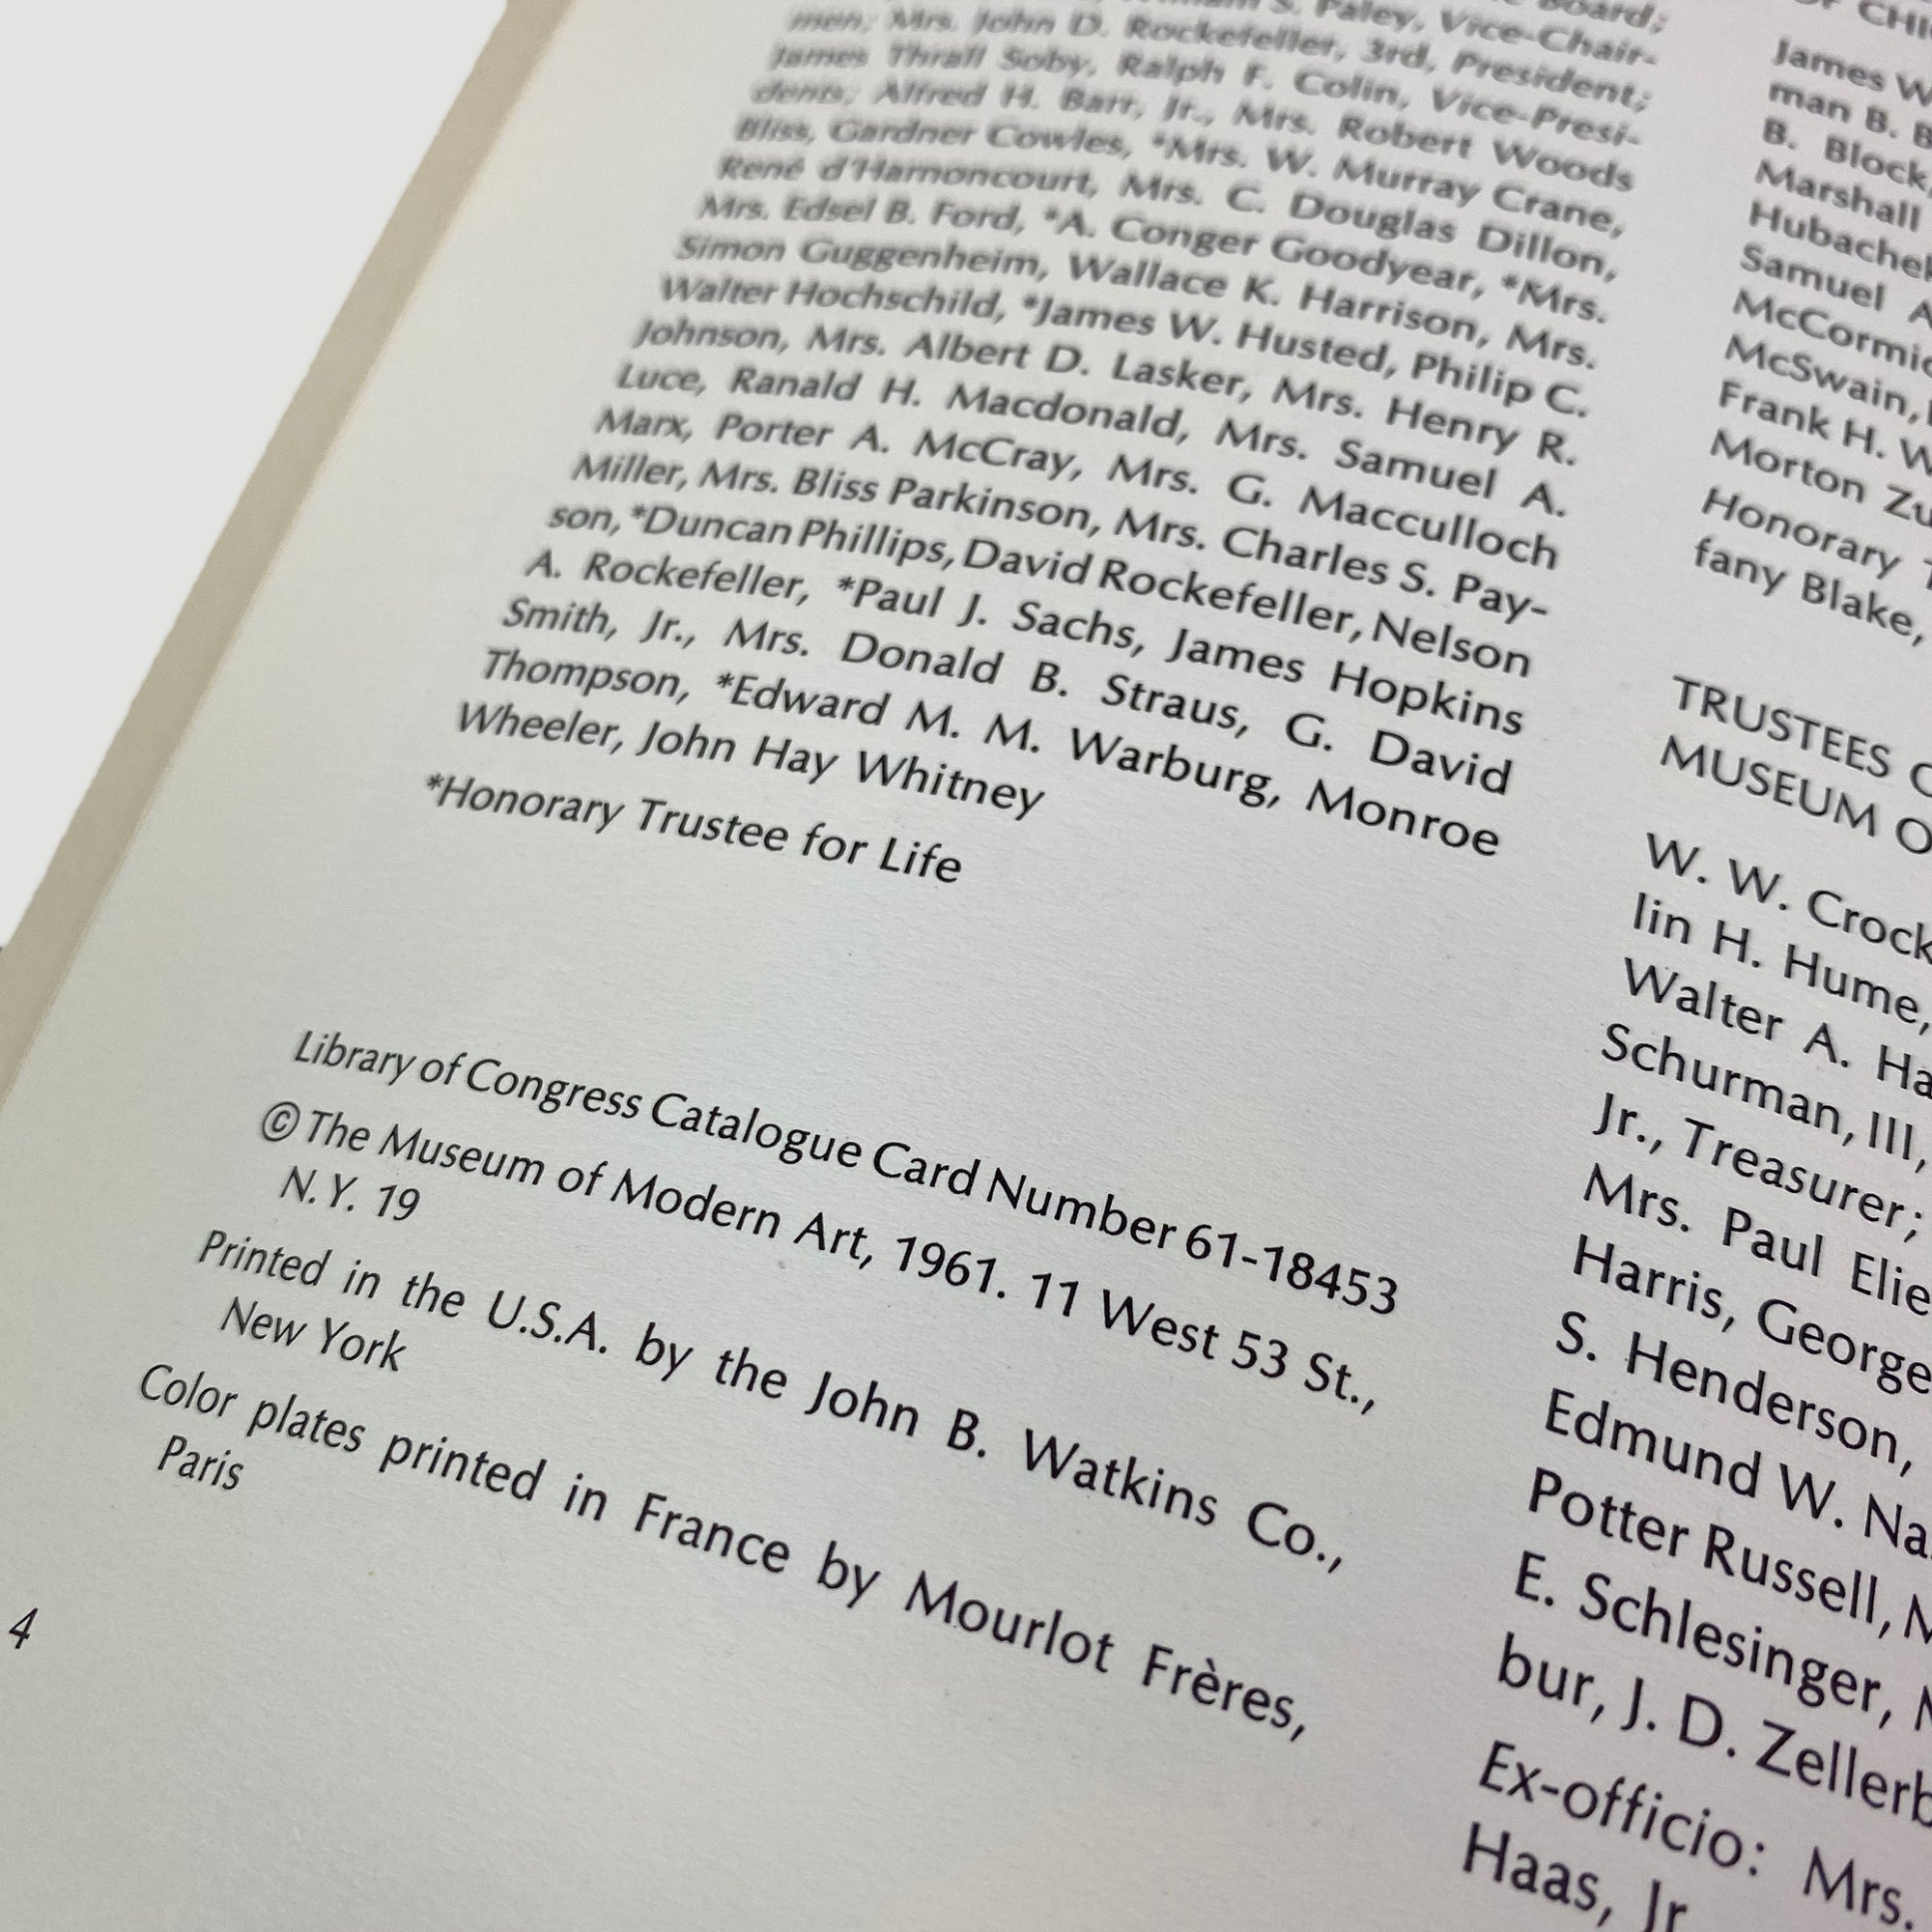 S. Paley, Vice-Chair-
men; Mrs. John D. Rockefeller, 3rd, President;
James Thrall Soby, Ralph F. Colin, Vice-Presi-
dents; Alfred H. Barr, Jr., Mrs. Robert Woods
Bliss, Gardner Cowles, *Mrs. W. Murray Crane,
René d'Harnoncourt, Mrs. C. Douglas Dillon,
Mrs. Edsel B. Ford, *A. Conger Goodyear, *Mrs.
Simon Guggenheim, Wallace K. Harrison, Mrs.
Walter Hochschild, *James W. Husted, Philip C.
Johnson, Mrs. Albert D. Lasker, Mrs. Henry R.
Luce, Ranald H. Macdonald, Mrs. Samuel A.
Marx, Porter A. McCray, Mrs. G. Macculloch
Miller, Mrs. Bliss Parkinson, Mrs. Charles S. Pay-
son, *Duncan Phillips, David Rockefeller, Nelson
A. Rockefeller, *Paul J. Sachs, James Hopkins
Smith, Jr., Mrs. Donald B. Straus, G. David
Thompson, *Edward M. M. Warburg, Monroe
Wheeler, John Hay Whitney
*Honorary Trustee for Life
Library of Congress Catalogue Card Number 61-18453
© The Museum of Modern Art, 1961. 11 West 53 St.,
N. Y. 19
Printed in the U.S.A. by the John B. Watkins Co.,
New York
Color plates printed in France by Mourlot Frères,
Paris
4
James W
man B. B
B. Block
Marshall
Hubachek
Samuel A
McCormic
McSwain,
Frank H. W
Morton Zu
Honorary T
fany Blake,
TRUSTEES O
MUSEUM O
W. W. Crock
lin H. Hume,
Walter A. Ha
Schurman, III,
Jr., Treasurer;
Mrs. Paul Elie
Harris, George
S. Henderson,
Edmund W. Na
Potter Russell, M
E. Schlesinger, M
bur, J. D. Zellerb
Ex-officio: Mrs.
Haas, Jr